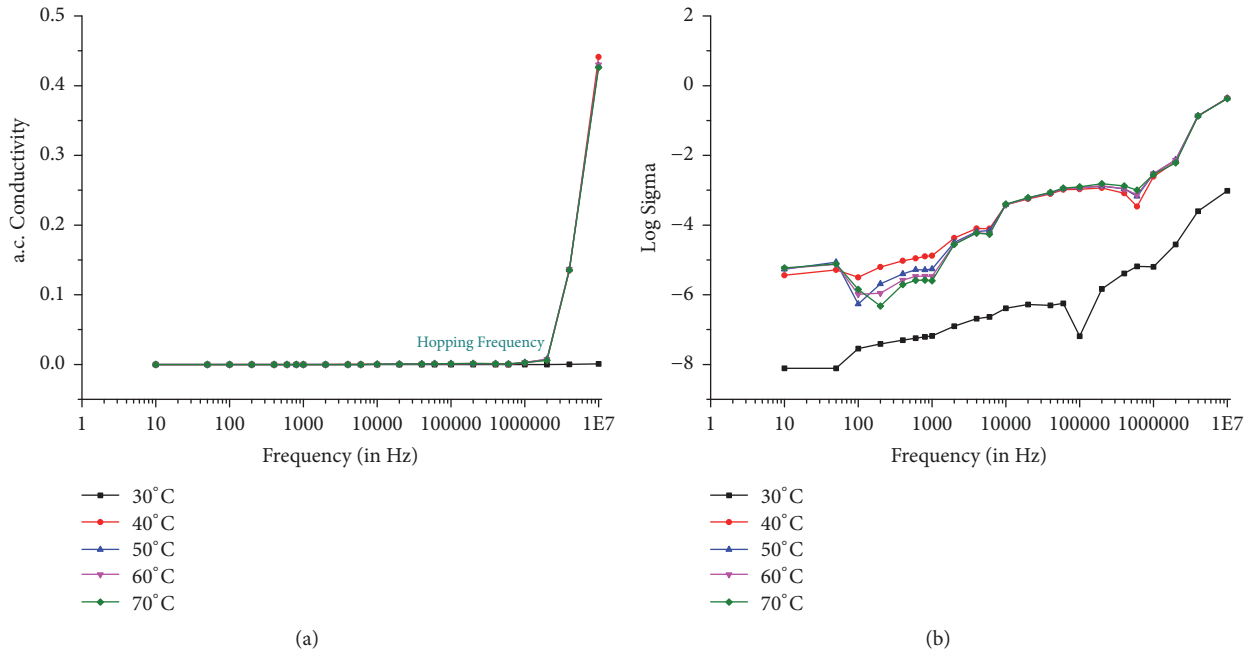 0.5
0.4
0.3
0.2
0.1
0.0
a.c. Conductivity
Hopping Frequency
1 10 100 1000 10000 100000 1000000 1E7
Frequency (in Hz)
30°C
40°C
50°C
60°C
70°C
(a)
2
0
−2
−4
−6
−8
Log Sigma
1 10 100 1000 10000 100000 1000000 1E7
Frequency (in Hz)
30°C
40°C
50°C
60°C
70°C
(b)